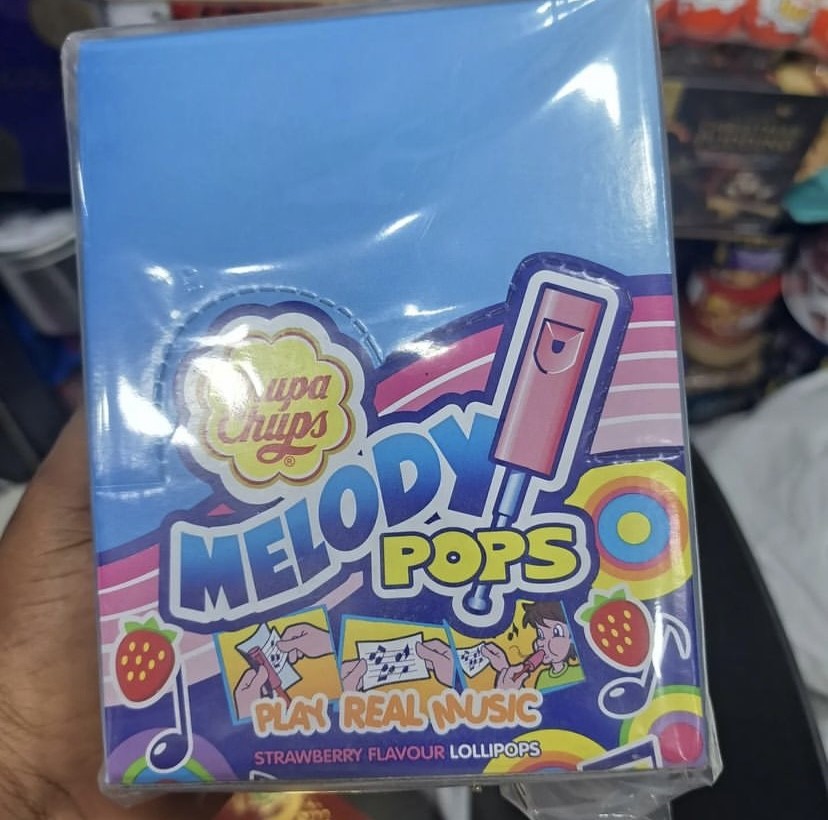 Chupa
Chups
®
MELODY
POPS
PLAY REAL MUSIC
STRAWBERRY FLAVOUR LOLLIPOPS